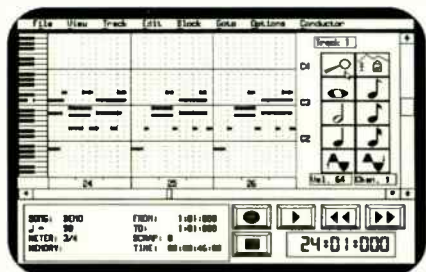 File View Track Edit Block Goto Options Conductor
Track 1
C4
C3
C2
24 25 26
Vel. 64 Chan. 1
SONG: DEMO FROM: 1:01:000
♩ = 90 TO: 1:01:000
METER: 3/4 SCRAP: 0
MEMORY: TIME: 00:00:46:00
24:01:000